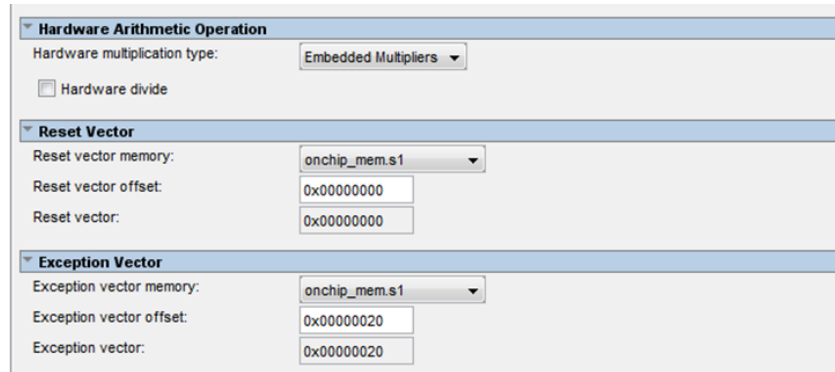 Hardware Arithmetic Operation
Hardware multiplication type: Embedded Multipliers
Hardware divide
Reset Vector
Reset vector memory: onchip_mem.s1
Reset vector offset: 0x00000000
Reset vector: 0x00000000
Exception Vector
Exception vector memory: onchip_mem.s1
Exception vector offset: 0x00000020
Exception vector: 0x00000020